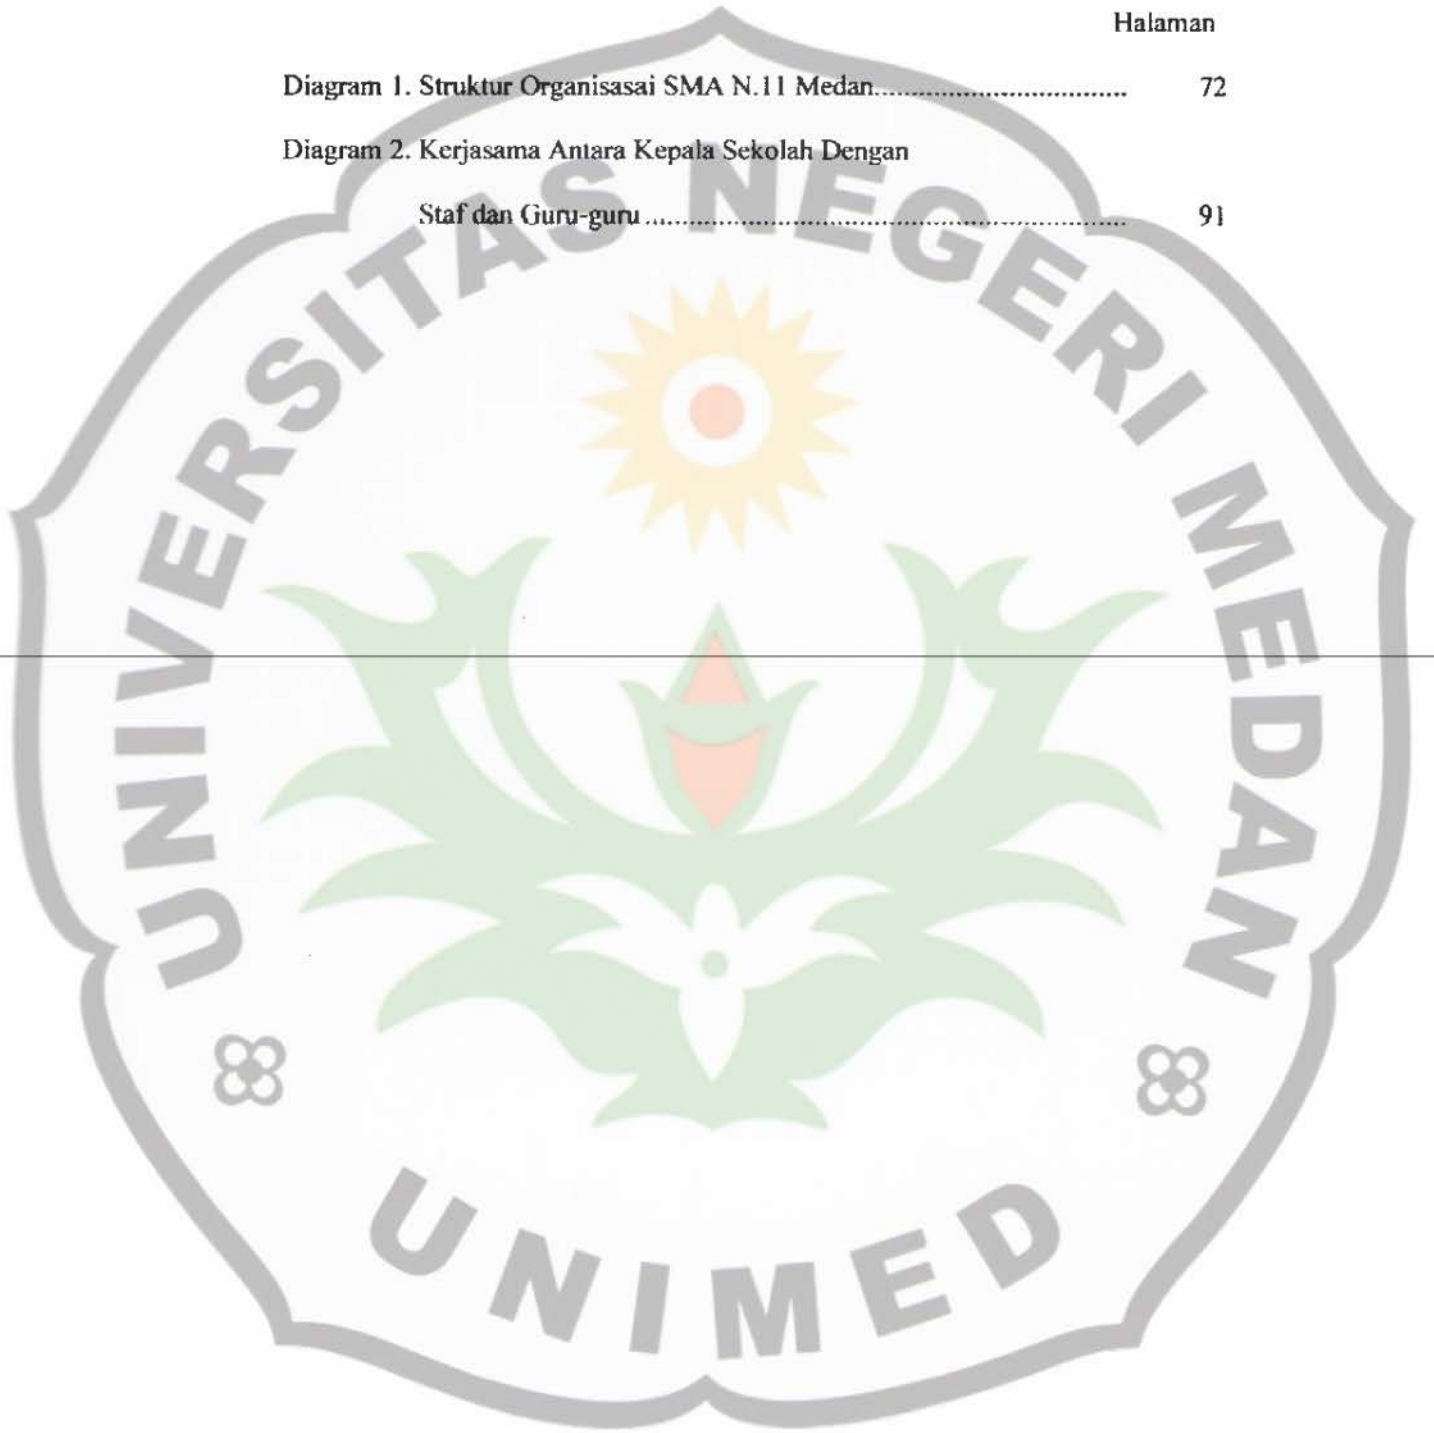 Halaman
Diagram 1. Struktur Organisasai SMA N.11 Medan.................................. 72
Diagram 2. Kerjasama Antara Kepala Sekolah Dengan
Staf dan Guru-guru ................................................................ 91
UNIVERSITAS NEGERI MEDAN
UNIMED